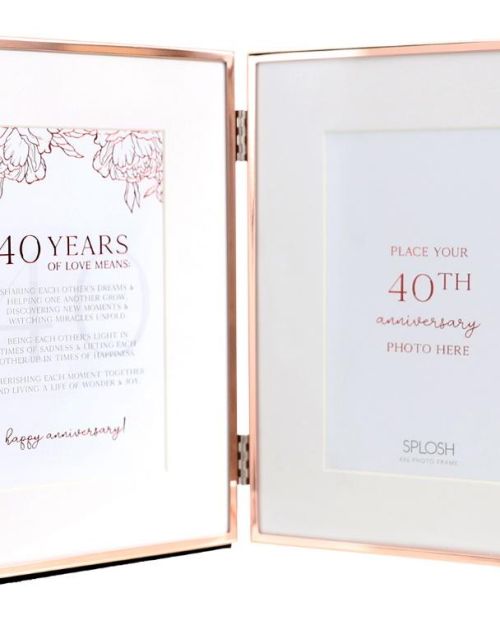 40 YEARS
OF LOVE MEANS:
SHARING EACH OTHER'S DREAMS &
HELPING ONE ANOTHER GROW,
DISCOVERING NEW MOMENTS &
WATCHING MIRACLES UNFOLD.
BEING EACH OTHER'S LIGHT IN
TIMES OF SADNESS & LIFTING EACH
OTHER UP IN TIMES OF HAPPINESS.
CHERISHING EACH MOMENT TOGETHER
AND LIVING A LIFE OF WONDER & JOY.
happy anniversary!
PLACE YOUR
40TH
anniversary
PHOTO HERE
SPLOSH
4X6 PHOTO FRAME